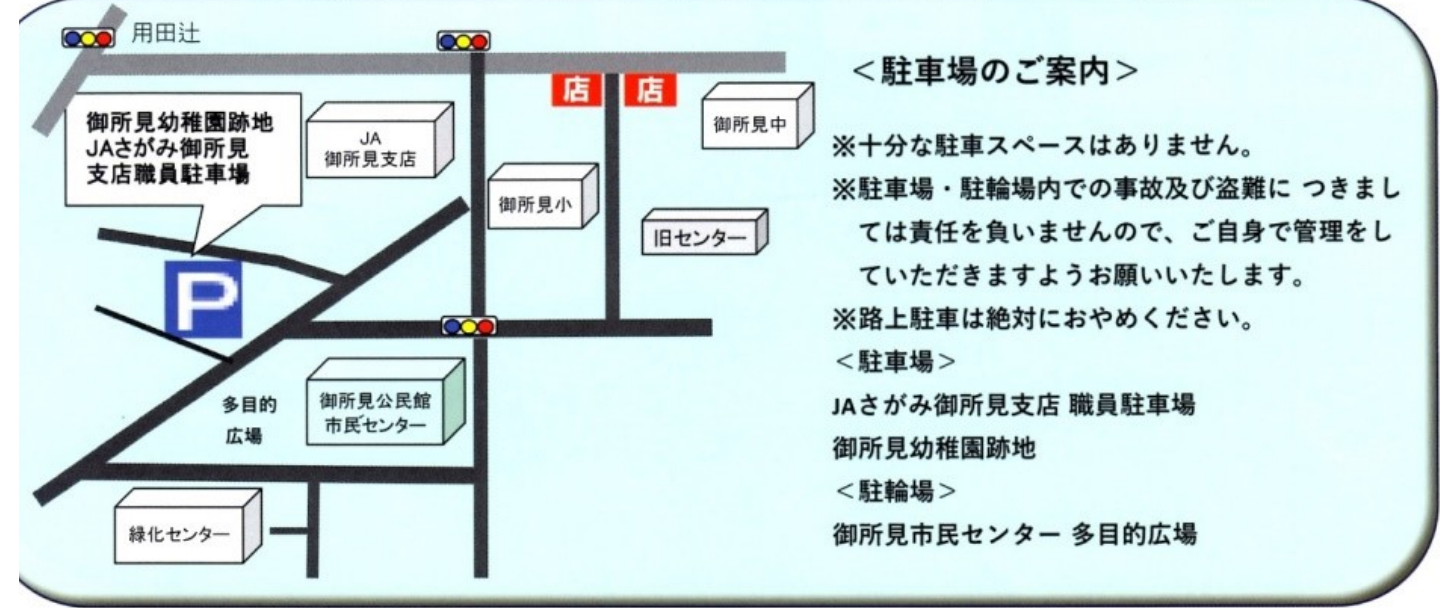 用田辻
店 店
御所見幼稚園跡地
JAさがみ御所見
支店職員駐車場
JA
御所見支店
御所見中
御所見小
旧センター
P
多目的
広場
御所見公民館
市民センター
緑化センター
<駐車場のご案内>
※十分な駐車スペースはありません。
※駐車場・駐輪場内での事故及び盗難に つきまし
ては責任を負いませんので、ご自身で管理をし
ていただきますようお願いいたします。
※路上駐車は絶対におやめください。
<駐車場>
JAさがみ御所見支店 職員駐車場
御所見幼稚園跡地
<駐輪場>
御所見市民センター 多目的広場